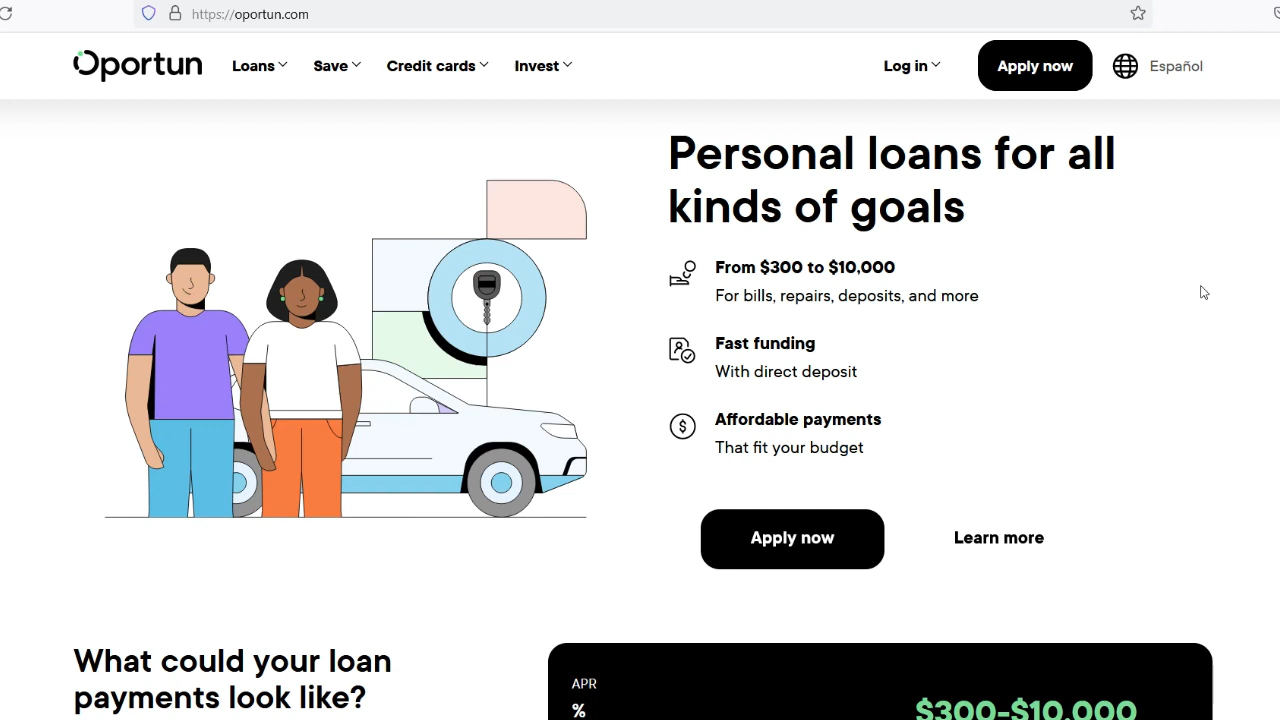 https://oportun.com
Oportun Loans Save Credit cards Invest Log in Apply now Español
Personal loans for all
kinds of goals
From $300 to $10,000
For bills, repairs, deposits, and more
Fast funding
With direct deposit
$ Affordable payments
That fit your budget
Apply now Learn more
What could your loan
payments look like?
APR
%
$300-$10,000